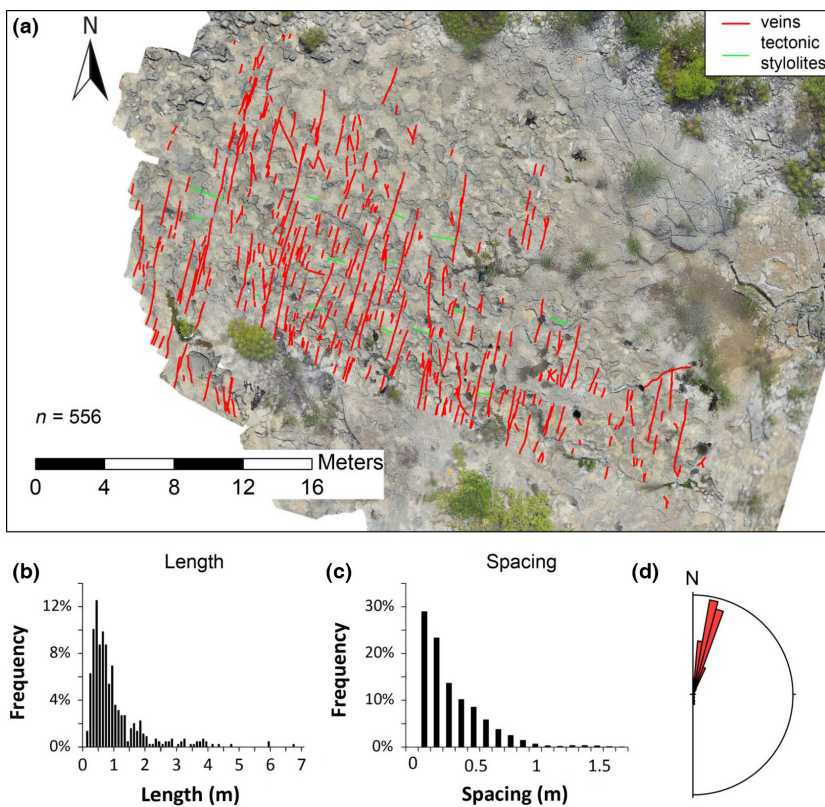 (a)
N
veins
tectonic
stylolites
n = 556
Meters
0 4 8 12 16
(b)
Length
12%
8%
4%
0%
Frequency
0 1 2 3 4 5 6 7
Length (m)
(c)
Spacing
30%
20%
10%
0%
Frequency
0 0.5 1 1.5
Spacing (m)
(d)
N